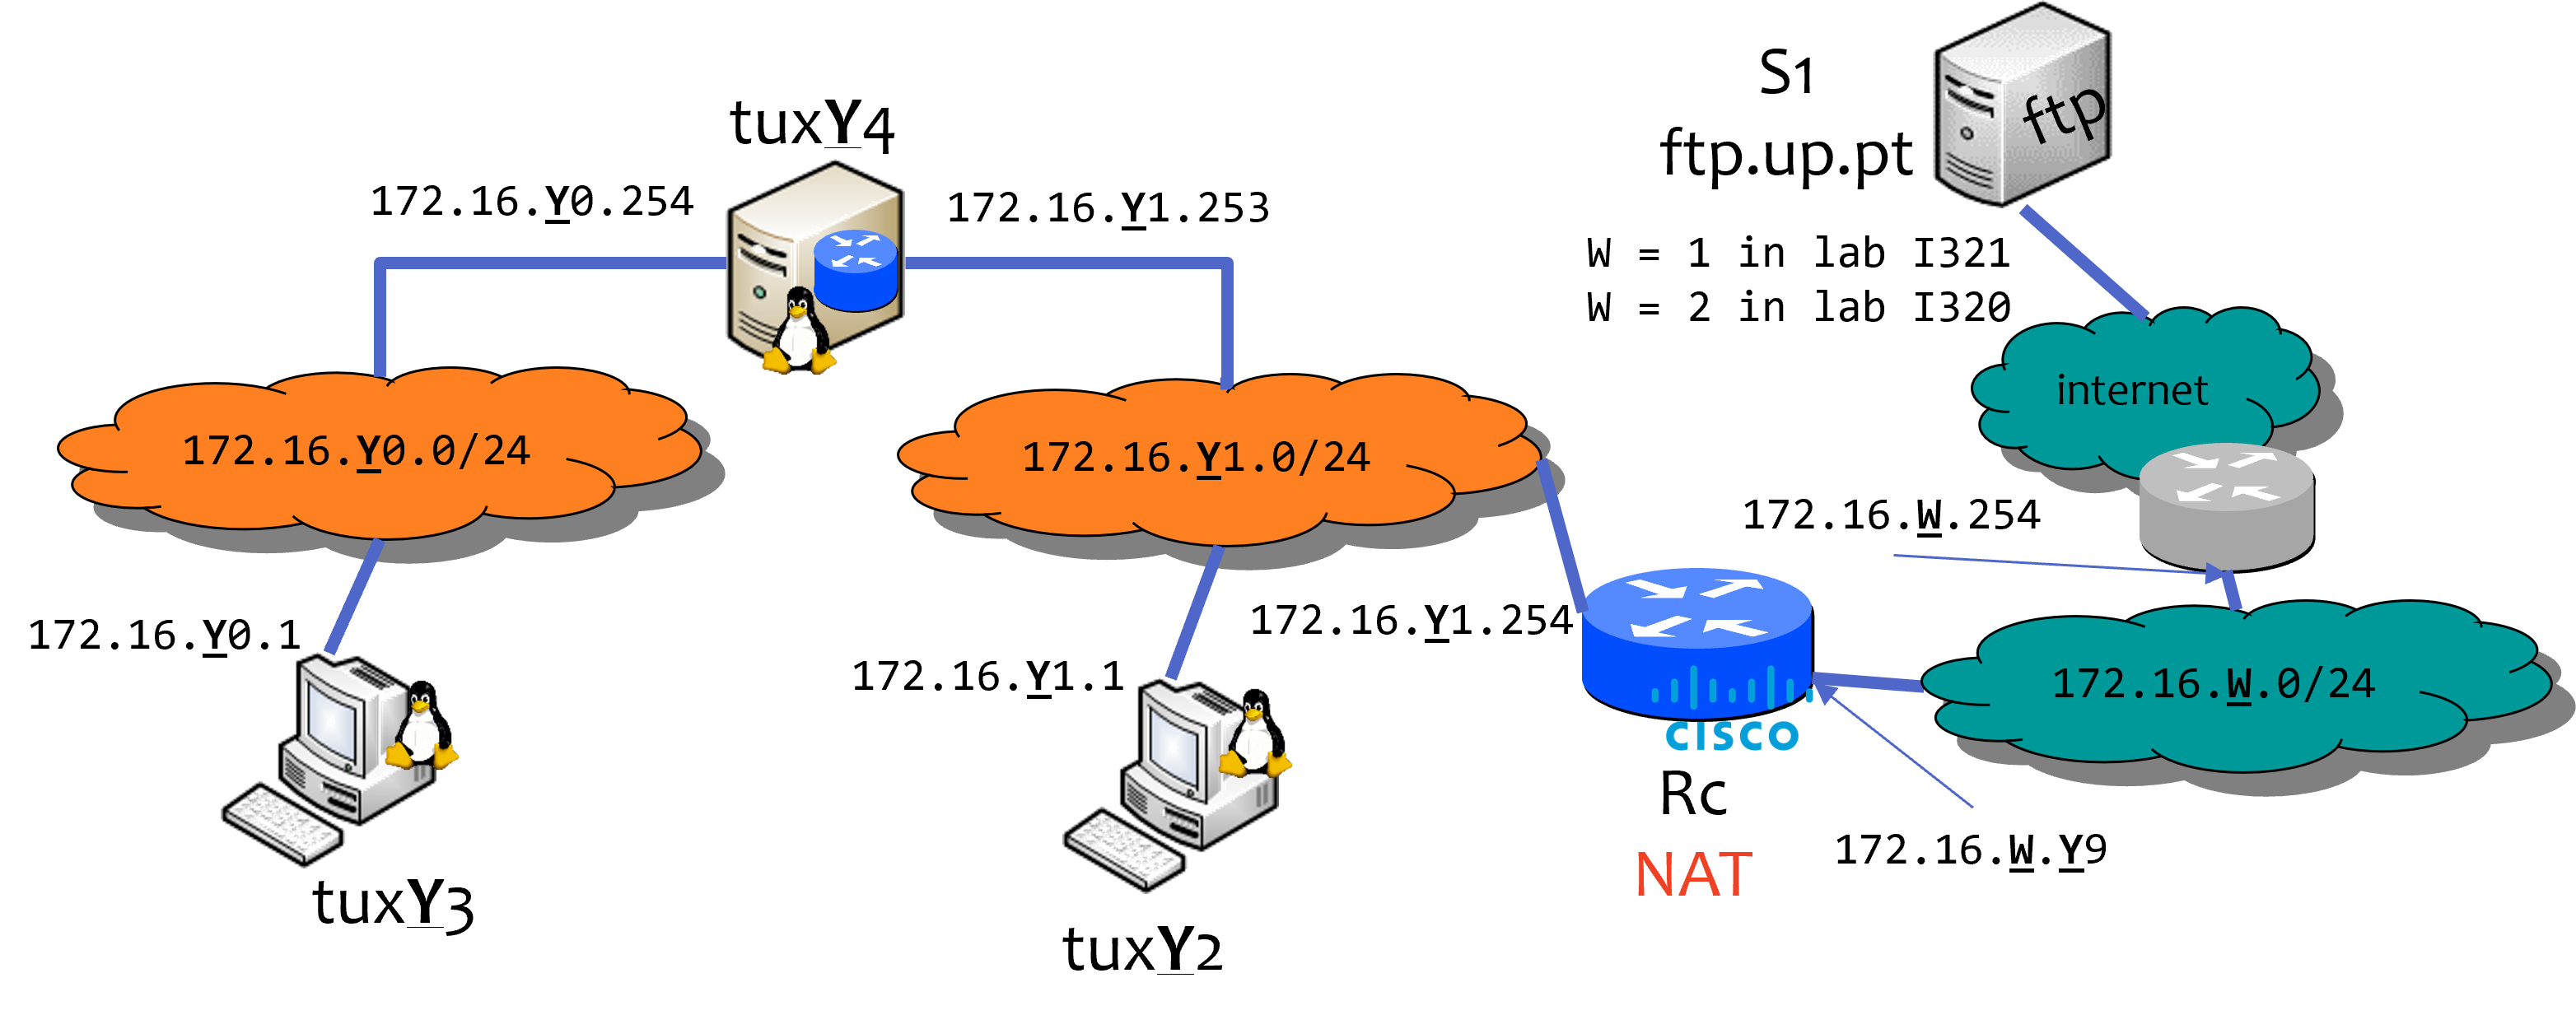 S1
ftp.up.pt
ftp
tuxY4
172.16.Y0.254
172.16.Y1.253
W = 1 in lab I321
W = 2 in lab I320
internet
172.16.Y0.0/24
172.16.Y1.0/24
172.16.W.254
172.16.Y0.1
172.16.Y1.254
172.16.Y1.1
172.16.W.0/24
cisco
Rc
NAT
172.16.W.Y9
tuxY3
tuxY2